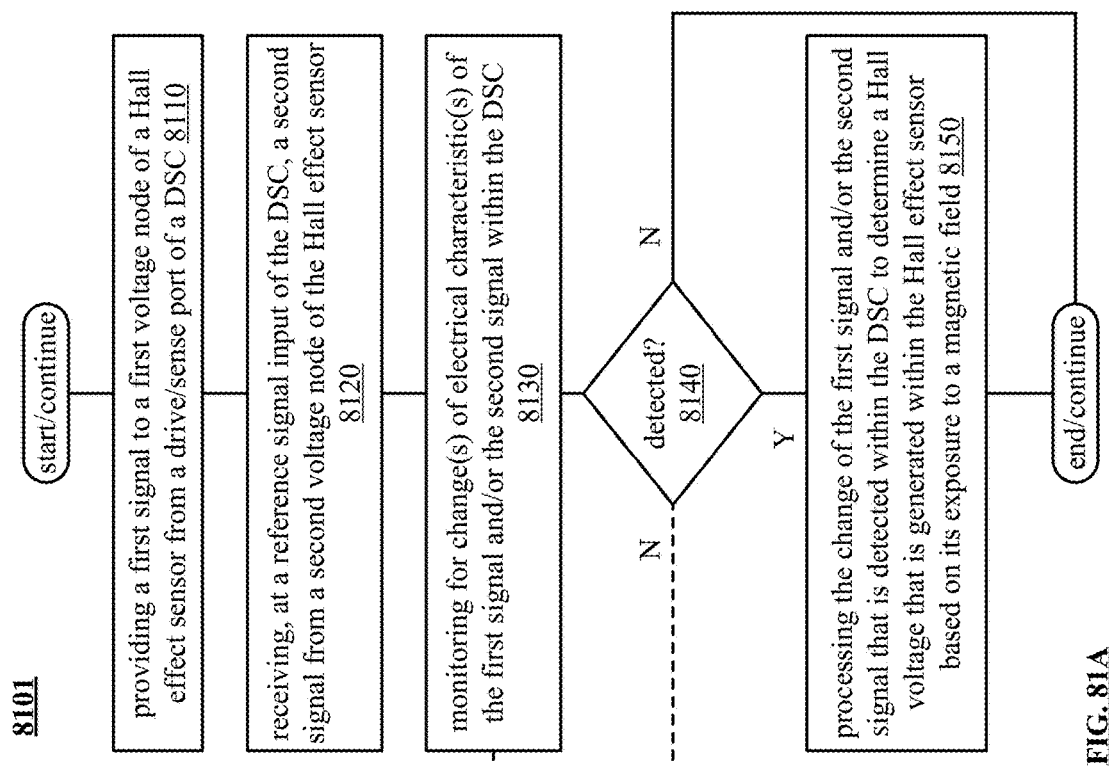 8101
start/continue
providing a first signal to a first voltage node of a Hall
effect sensor from a drive/sense port of a DSC 8110
receiving, at a reference signal input of the DSC, a second
signal from a second voltage node of the Hall effect sensor
8120
monitoring for change(s) of electrical characteristic(s) of
the first signal and/or the second signal within the DSC
8130
detected?
8140
N
N
Y
processing the change of the first signal and/or the second
signal that is detected within the DSC to determine a Hall
voltage that is generated within the Hall effect sensor
based on its exposure to a magnetic field 8150
end/continue
FIG. 81A